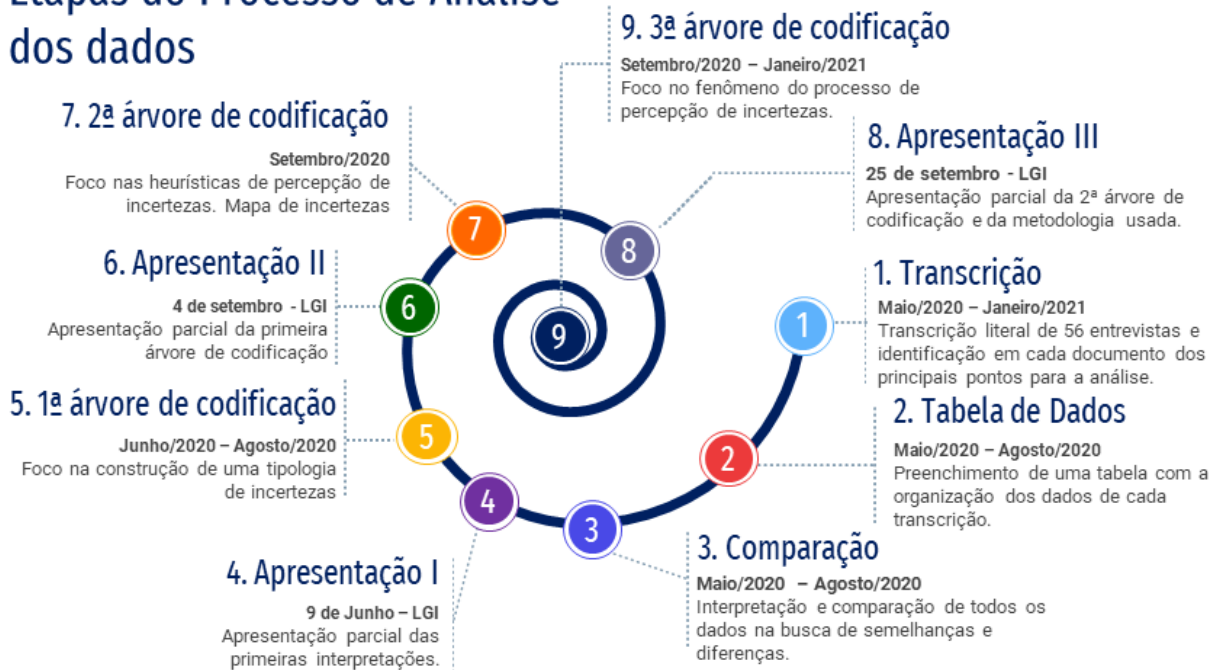 Etapas do Processo de Análise
dos dados
9. 3ª árvore de codificação
Setembro/2020 – Janeiro/2021
Foco no fenômeno do processo de
percepção de incertezas.
7. 2ª árvore de codificação
Setembro/2020
Foco nas heurísticas de percepção de
incertezas. Mapa de incertezas
8. Apresentação III
25 de setembro - LGI
Apresentação parcial da 2ª árvore de
codificação e da metodologia usada.
6. Apresentação II
4 de setembro - LGI
Apresentação parcial da primeira
árvore de codificação
1. Transcrição
Maio/2020 – Janeiro/2021
Transcrição literal de 56 entrevistas e
identificação em cada documento dos
principais pontos para a análise.
5. 1ª árvore de codificação
Junho/2020 – Agosto/2020
Foco na construção de uma tipologia
de incertezas
2. Tabela de Dados
Maio/2020 – Agosto/2020
Preenchimento de uma tabela com a
organização dos dados de cada
transcrição.
3. Comparação
Maio/2020 – Agosto/2020
Interpretação e comparação de todos os
dados na busca de semelhanças e
diferenças.
4. Apresentação I
9 de Junho – LGI
Apresentação parcial das
primeiras interpretações.
7
8
6
1
9
5
2
4
3